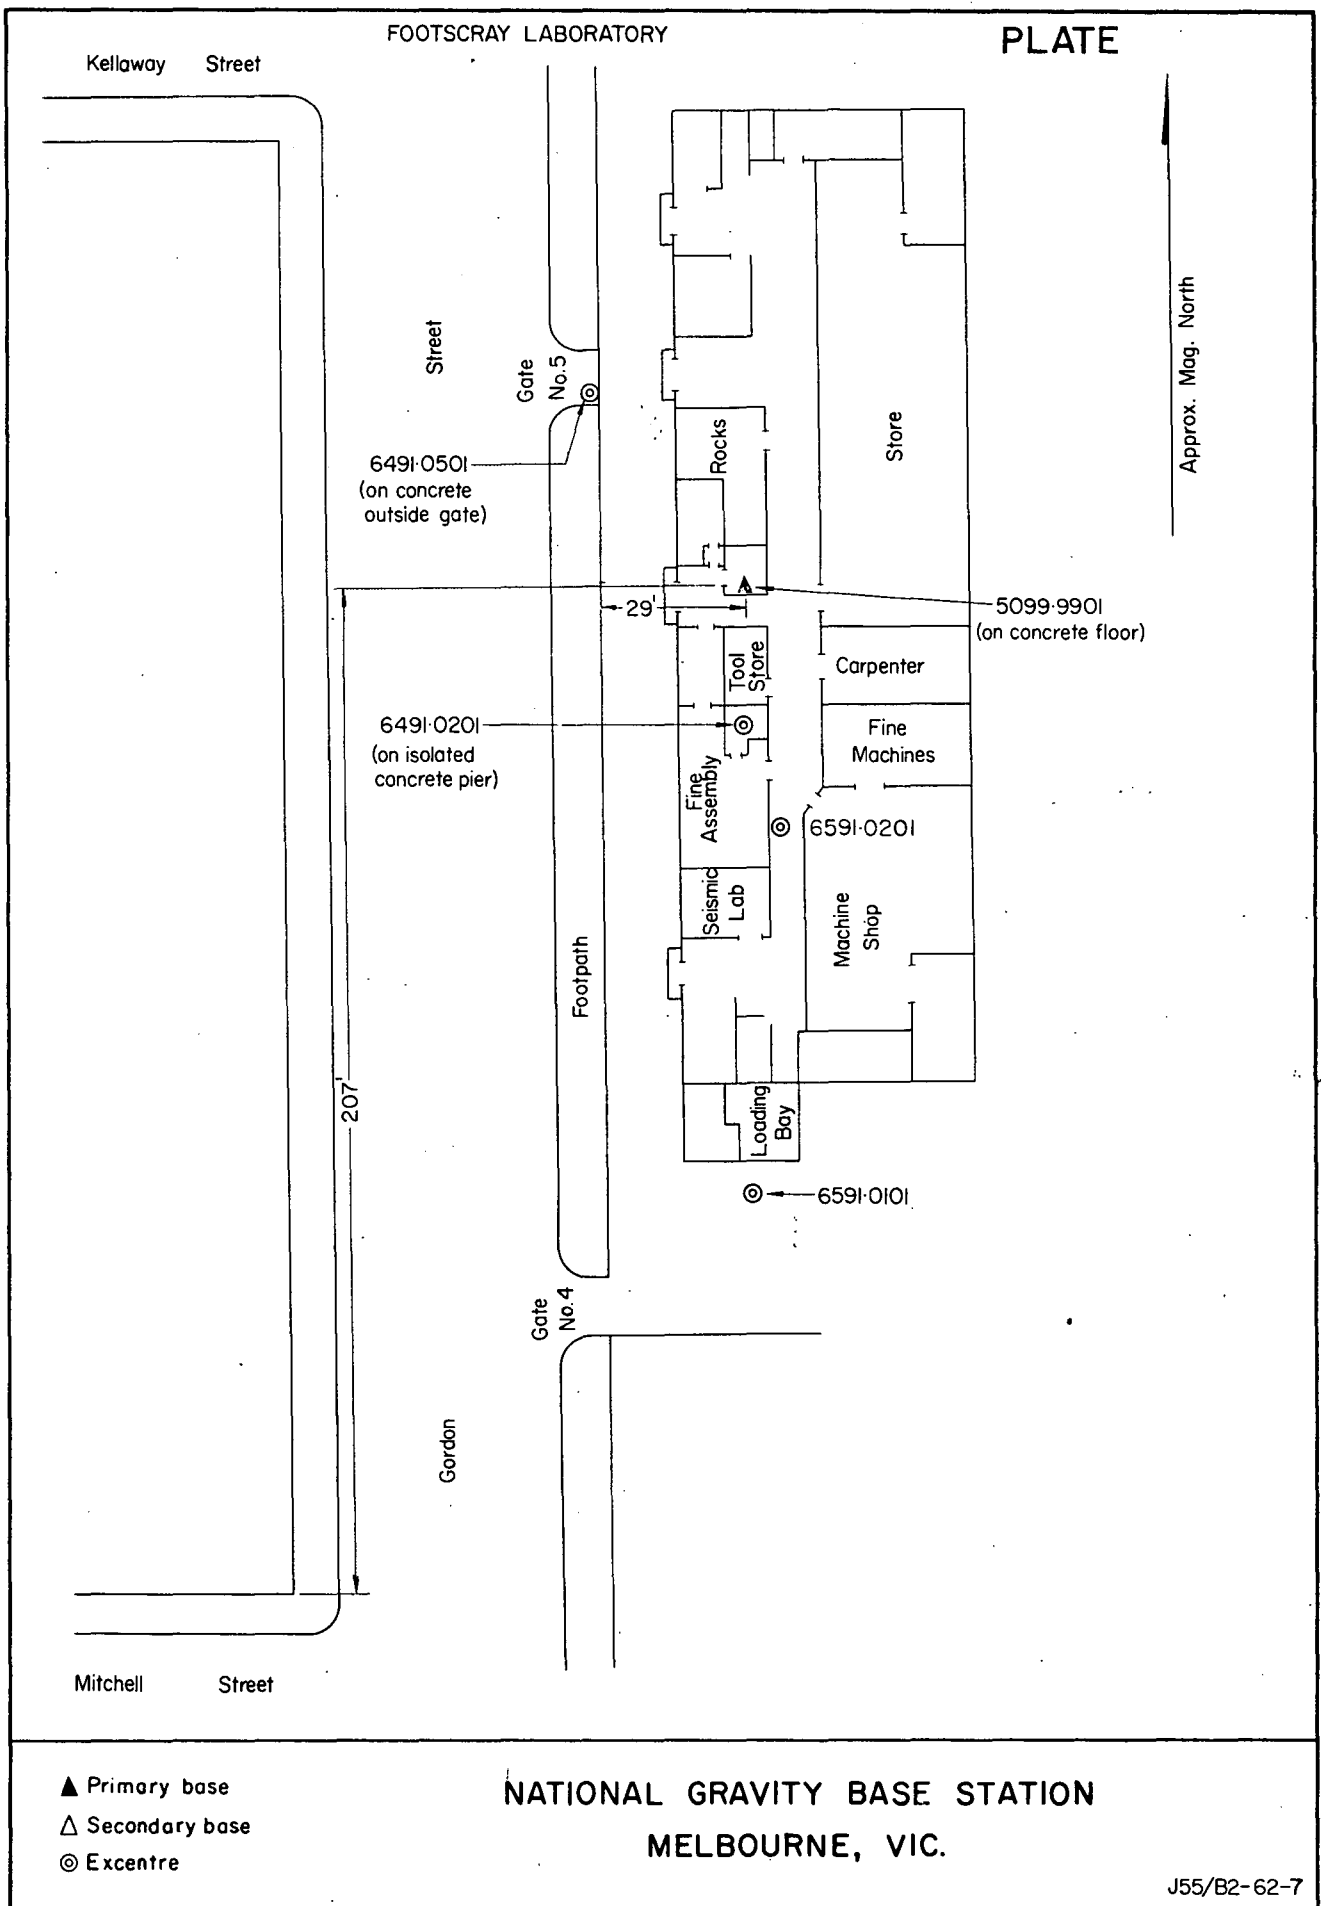 FOOTSCRAY LABORATORY
PLATE
Kellaway Street
Street
Gate
No.5
Approx. Mag. North
Store
Rocks
6491·0501
(on concrete
outside gate)
29'
5099·9901
(on concrete floor)
Tool
Store
Carpenter
6491·0201
(on isolated
concrete pier)
Fine
Machines
Fine
Assembly
6591·0201
Seismic
Lab
Machine
Shop
Footpath
207'
Loading
Bay
6591·0101
Gate
No.4
Gordon
Mitchell Street
Primary base
Secondary base
Excentre
NATIONAL GRAVITY BASE STATION
MELBOURNE, VIC.
J55/B2-62-7